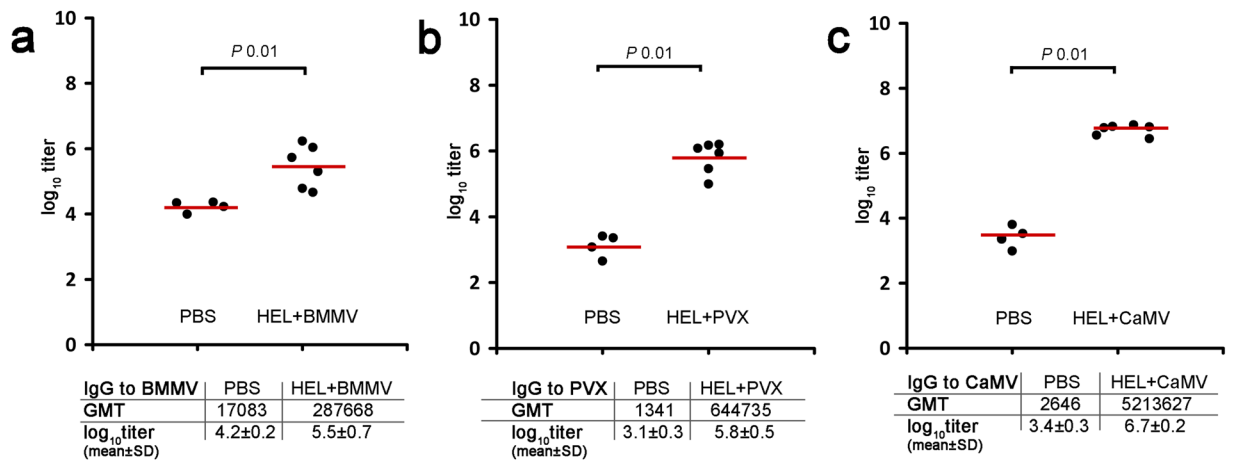 a
10
8
6
4
2
0
log10 titer
P 0.01
PBS HEL+BMMV
IgG to BMMV PBS HEL+BMMV
GMT 17083 287668
log10titer 4.2±0.2 5.5±0.7
(mean±SD)
b
10
8
6
4
2
0
log10 titer
P 0.01
PBS HEL+PVX
IgG to PVX PBS HEL+PVX
GMT 1341 644735
log10titer 3.1±0.3 5.8±0.5
(mean±SD)
c
10
8
6
4
2
0
log10 titer
P 0.01
PBS HEL+CaMV
IgG to CaMV PBS HEL+CaMV
GMT 2646 5213627
log10titer 3.4±0.3 6.7±0.2
(mean±SD)